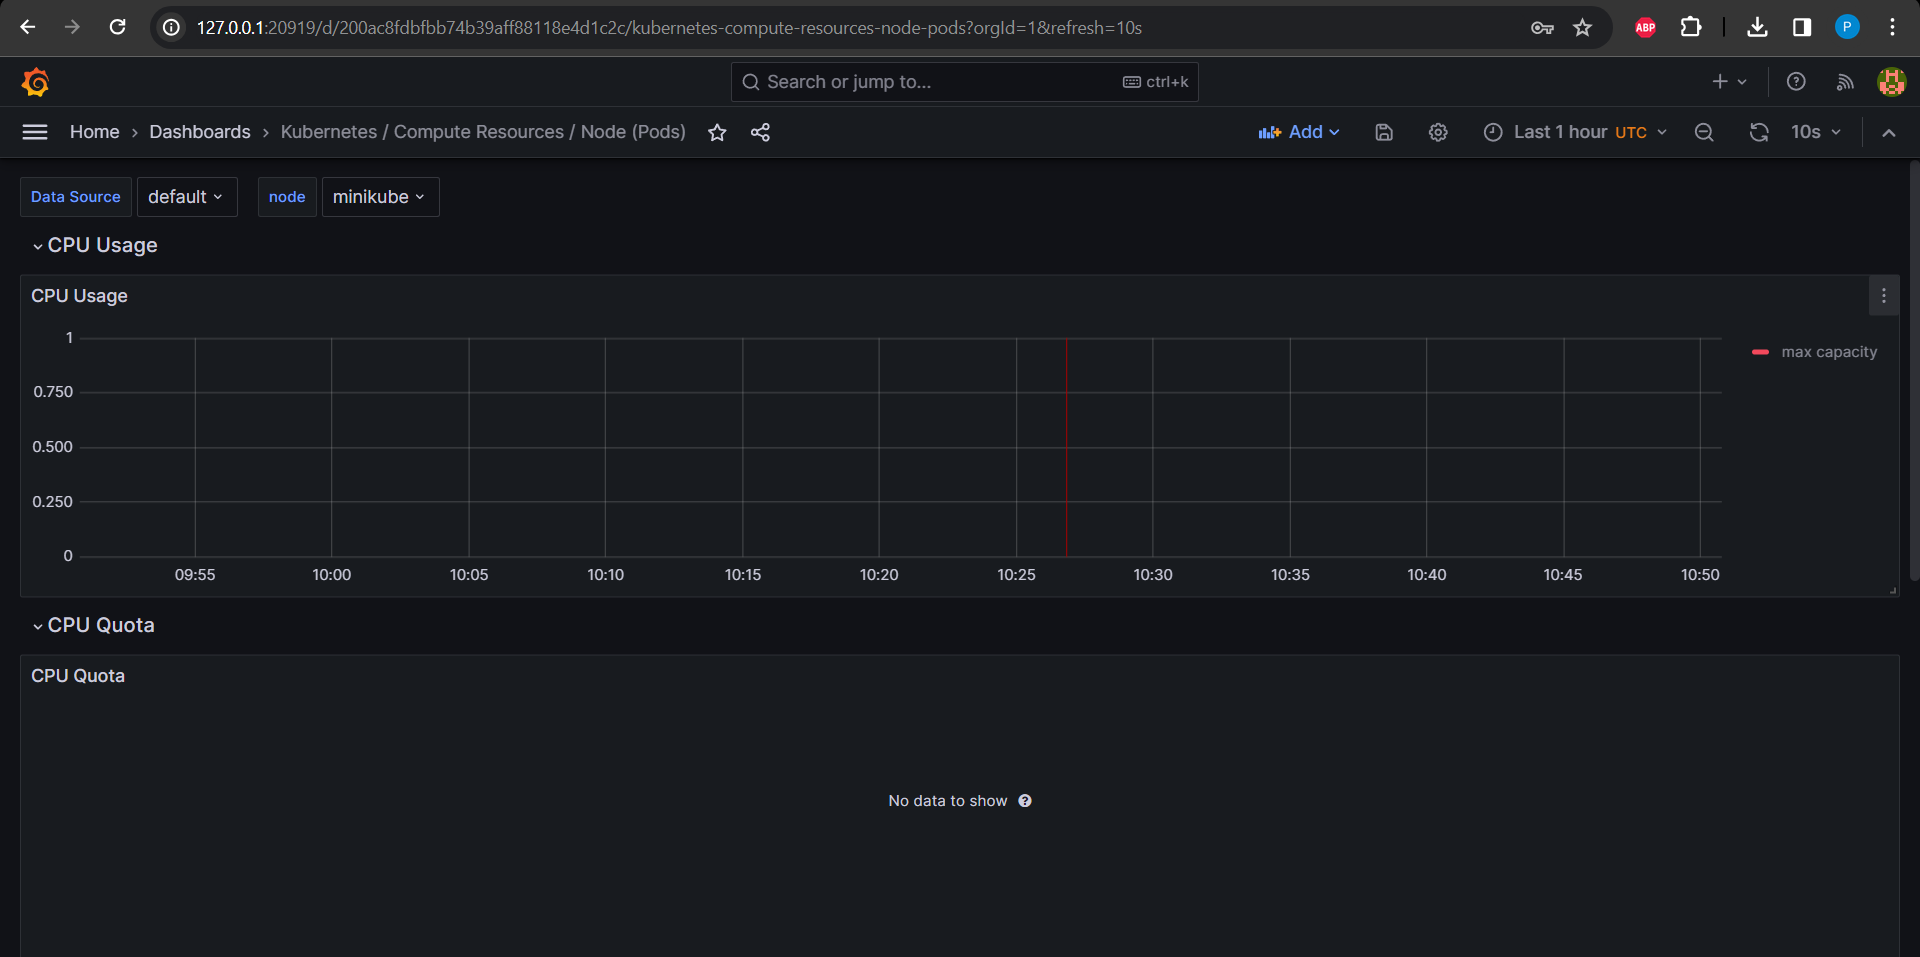 127.0.0.1:20919/d/200ac8fdbfbb74b39aff88118e4d1c2c/kubernetes-compute-resources-node-pods?orgId=1&refresh=10s
ABP
P
Search or jump to...
ctrl+k
Home › Dashboards › Kubernetes / Compute Resources / Node (Pods)
Add
Last 1 hour UTC
10s
Data Source
default
node
minikube
CPU Usage
CPU Usage
1
0.750
0.500
0.250
0
09:55
10:00
10:05
10:10
10:15
10:20
10:25
10:30
10:35
10:40
10:45
10:50
max capacity
CPU Quota
CPU Quota
No data to show